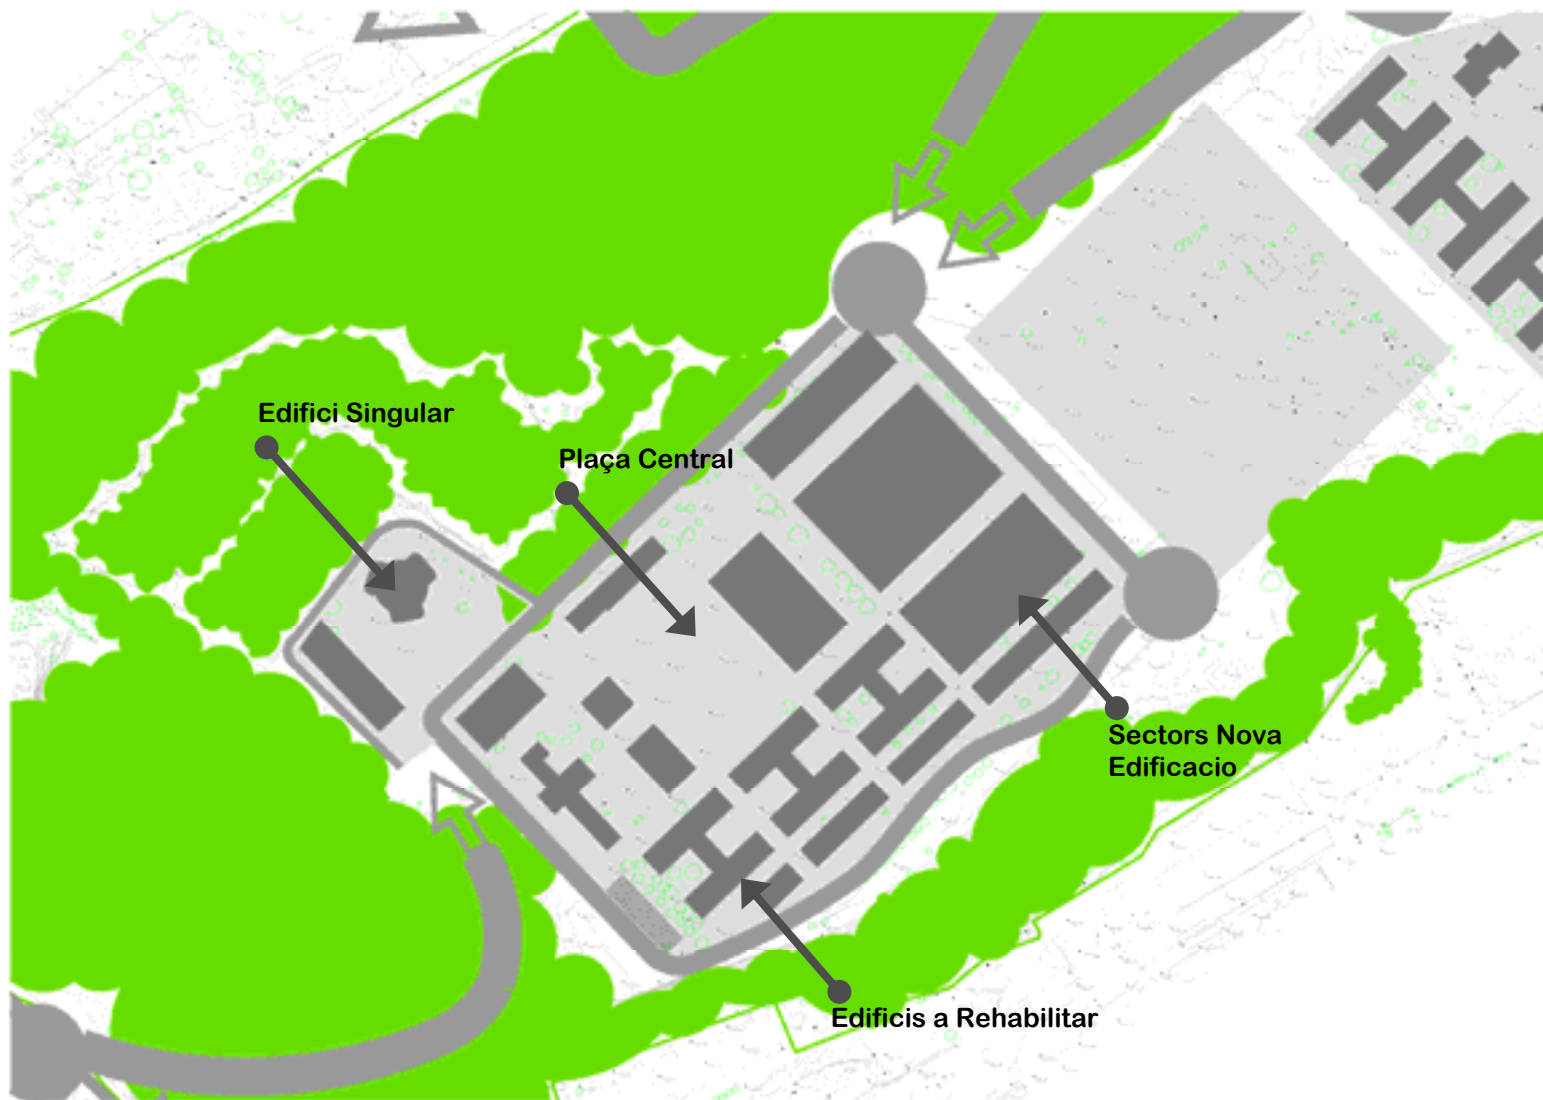 Edifici Singular
Plaça Central
Sectors Nova
Edificacio
Edificis a Rehabilitar